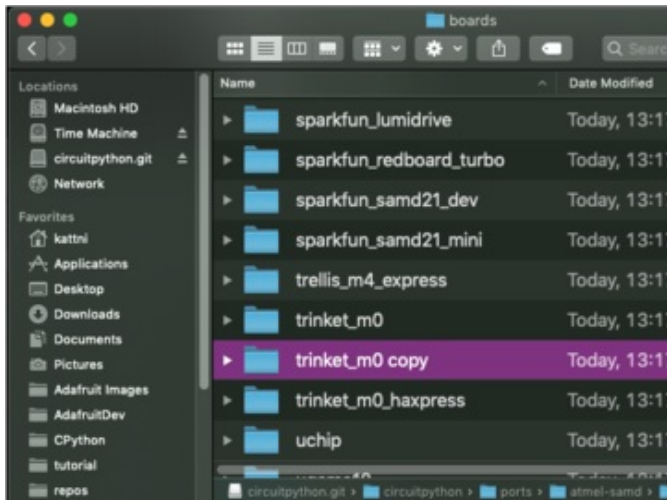 boards
Search
Locations
Macintosh HD
Time Machine
circuitpython.git
Network
Favorites
kattni
Applications
Desktop
Downloads
Documents
Pictures
Adafruit Images
AdafruitDev
CPython
tutorial
repos
Name Date Modified
sparkfun_lumidrive Today, 13:1
sparkfun_redboard_turbo Today, 13:1
sparkfun_samd21_dev Today, 13:1
sparkfun_samd21_mini Today, 13:1
trellis_m4_express Today, 13:1
trinket_m0 Today, 13:1
trinket_m0 copy Today, 13:1
trinket_m0_haxpress Today, 13:1
uchip Today, 13:1
circuitpython.git circuitpython ports atmel-samd